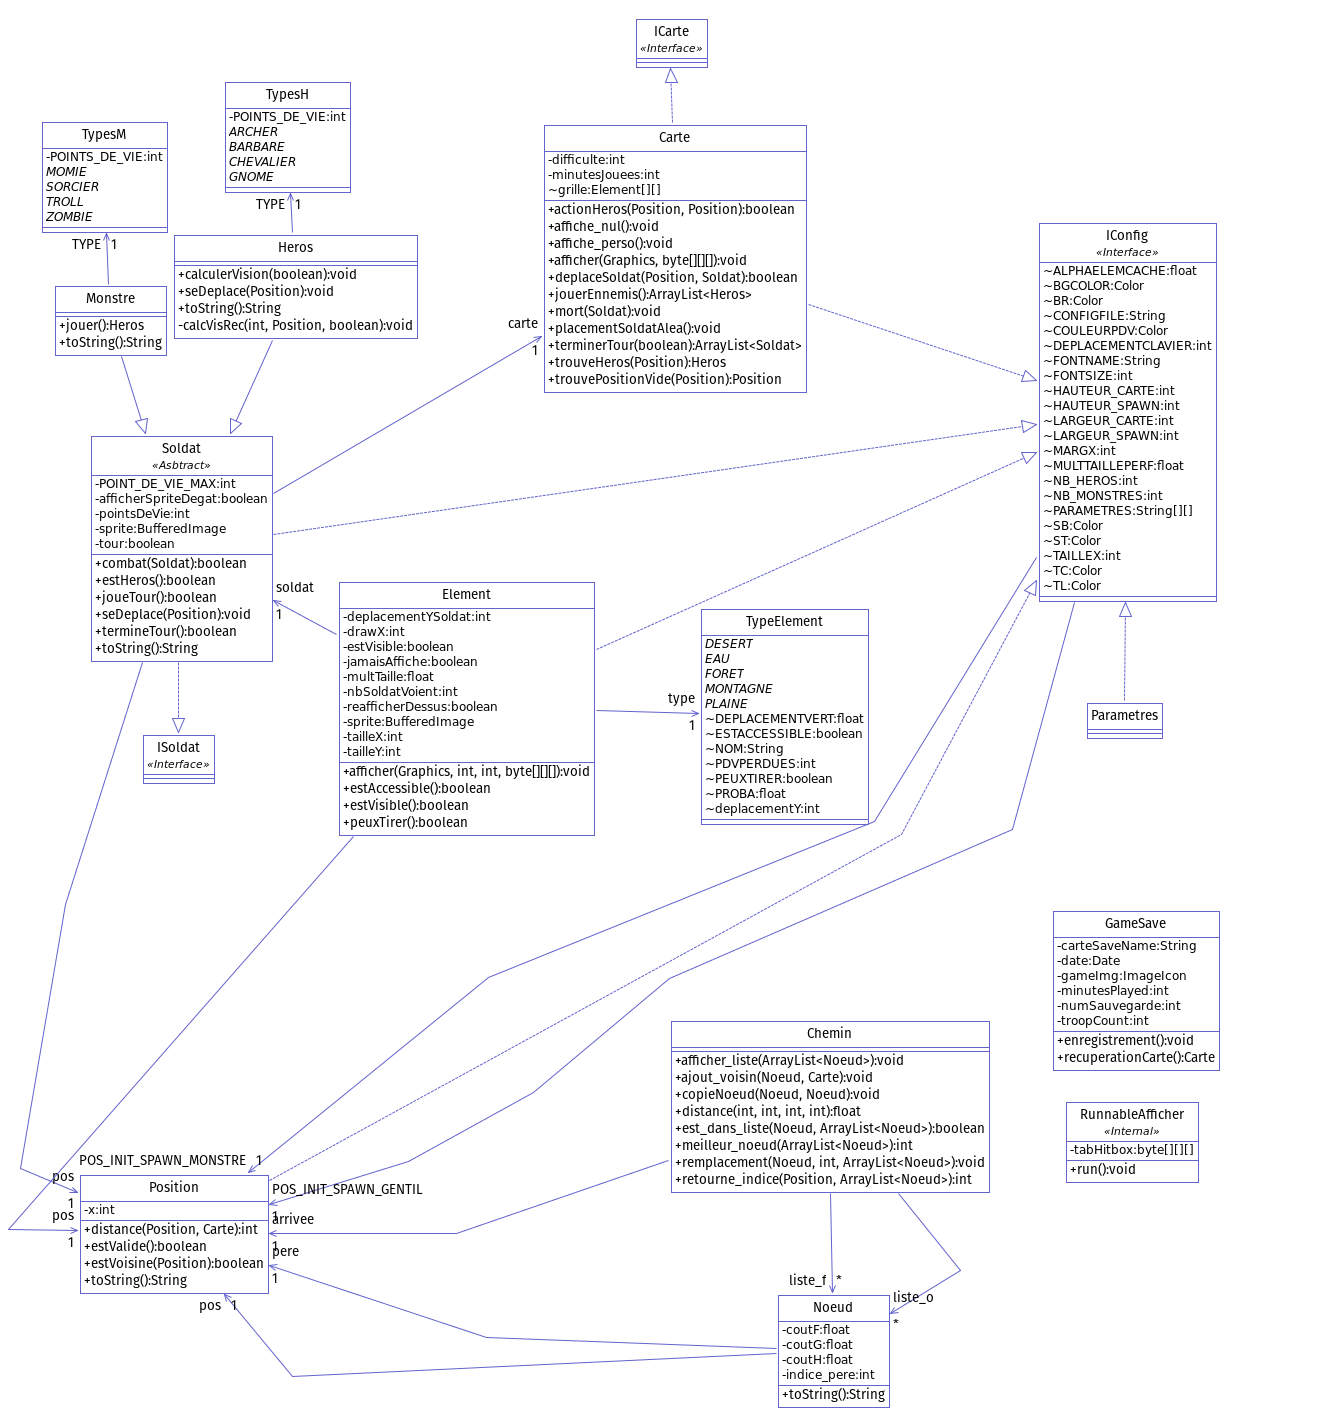 ICarte
«Interface»
TypesH
-POINTS_DE_VIE:int
ARCHER
BARBARE
CHEVALIER
GNOME
TYPE 1
TypesM
-POINTS_DE_VIE:int
MOMIE
SORCIER
TROLL
ZOMBIE
TYPE 1
Carte
-difficulte:int
-minutesJouees:int
~grille:Element[][]
+actionHeros(Position, Position):boolean
+affiche_nul():void
+affiche_perso():void
+afficher(Graphics, byte[][][]):void
+deplaceSoldat(Position, Soldat):boolean
+jouerEnnemis():ArrayList<Heros>
+mort(Soldat):void
+placementSoldatAlea():void
+terminerTour(boolean):ArrayList<Soldat>
+trouveHeros(Position):Heros
+trouvePositionVide(Position):Position
Heros
+calculerVision(boolean):void
+seDeplace(Position):void
+toString():String
-calcVisRec(int, Position, boolean):void
Monstre
+jouer():Heros
+toString():String
carte
1
IConfig
«Interface»
~ALPHAELEMCACHE:float
~BGCOLOR:Color
~BR:Color
~CONFIGFILE:String
~COULEURPDV:Color
~DEPLACEMENTCLAVIER:int
~FONTNAME:String
~FONTSIZE:int
~HAUTEUR_CARTE:int
~HAUTEUR_SPAWN:int
~LARGEUR_CARTE:int
~LARGEUR_SPAWN:int
~MARGX:int
~MULTTAILLEPERF:float
~NB_HEROS:int
~NB_MONSTRES:int
~PARAMETRES:String[][]
~SB:Color
~ST:Color
~TAILLEX:int
~TC:Color
~TL:Color
Soldat
«Asbtract»
-POINT_DE_VIE_MAX:int
-afficherSpriteDegat:boolean
-pointsDeVie:int
-sprite:BufferedImage
-tour:boolean
+combat(Soldat):boolean
+estHeros():boolean
+joueTour():boolean
+seDeplace(Position):void
+termineTour():boolean
+toString():String
soldat
1
Element
-deplacementYSoldat:int
-drawX:int
-estVisible:boolean
-jamaisAffiche:boolean
-multTaille:float
-nbSoldatVoient:int
-reafficherDessus:boolean
-sprite:BufferedImage
-tailleX:int
-tailleY:int
+afficher(Graphics, int, int, byte[][][]):void
+estAccessible():boolean
+estVisible():boolean
+peuxTirer():boolean
type
1
TypeElement
DESERT
EAU
FORET
MONTAGNE
PLAINE
~DEPLACEMENTVERT:float
~ESTACCESSIBLE:boolean
~NOM:String
~PDVPERDUES:int
~PEUXTIRER:boolean
~PROBA:float
~deplacementY:int
Parametres
ISoldat
«Interface»
GameSave
-carteSaveName:String
-date:Date
-gameImg:ImageIcon
-minutesPlayed:int
-numSauvegarde:int
-troopCount:int
+enregistrement():void
+recuperationCarte():Carte
Chemin
+afficher_liste(ArrayList<Noeud>):void
+ajout_voisin(Noeud, Carte):void
+copieNoeud(Noeud, Noeud):void
+distance(int, int, int, int):float
+est_dans_liste(Noeud, ArrayList<Noeud>):boolean
+meilleur_noeud(ArrayList<Noeud>):int
+remplacement(Noeud, int, ArrayList<Noeud>):void
+retourne_indice(Position, ArrayList<Noeud>):int
RunnableAfficher
«Internal»
-tabHitbox:byte[][][]
+run():void
POS_INIT_SPAWN_MONSTRE 1
pos
1
pos
1
Position
-x:int
+distance(Position, Carte):int
+estValide():boolean
+estVoisine(Position):boolean
+toString():String
POS_INIT_SPAWN_GENTIL
1
arrivee
1
pere
1
pos 1
liste_f *
liste_o
*
Noeud
-coutF:float
-coutG:float
-coutH:float
-indice_pere:int
+toString():String